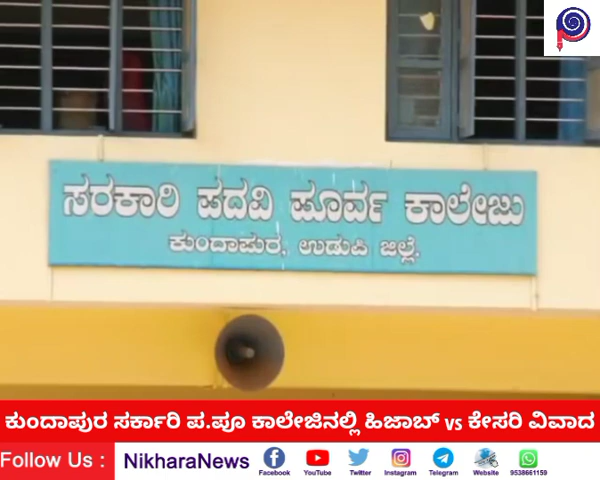 ಸರಕಾರಿ ಪದವಿ ಪೂರ್ವ ಕಾಲೇಜು
ಕುಂದಾಪುರ, ಉಡುಪಿ ಜಿಲ್ಲೆ.
ಕುಂದಾಪುರ ಸರ್ಕಾರಿ ಪ.ಪೂ ಕಾಲೇಜಿನಲ್ಲಿ ಹಿಜಾಬ್ vs ಕೇಸರಿ ವಿವಾದ
Follow Us : NikharaNews Facebook YouTube Twitter Instagram Telegram Website 9538661159